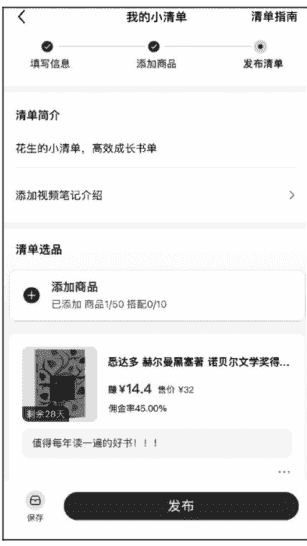 我的小清单 清单指南
填写信息 添加商品 发布清单
清单简介
花生的小清单，高效成长书单
添加视频笔记介绍
清单选品
添加商品
已添加 商品1/50 搭配0/10
悉达多 赫尔曼黑塞著 诺贝尔文学奖得...
赚 ¥14.4 售价 ¥32
佣金率45.00%
剩余28天
值得每年读一遍的好书！！！
...
保存
发布